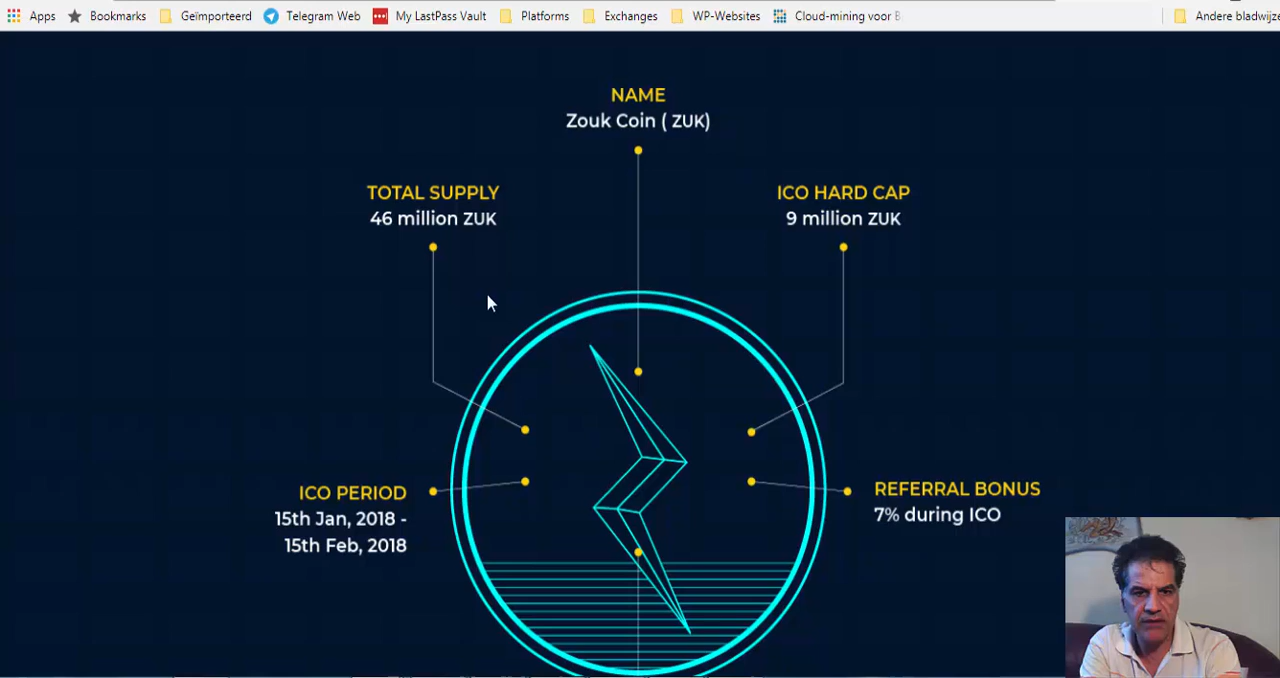 Apps Bookmarks Geïmporteerd Telegram Web My LastPass Vault Platforms Exchanges WP-Websites Cloud-mining voor Andere bladwijze
NAME
Zouk Coin ( ZUK)
TOTAL SUPPLY
46 million ZUK
ICO HARD CAP
9 million ZUK
ICO PERIOD
15th Jan, 2018 -
15th Feb, 2018
REFERRAL BONUS
7% during ICO